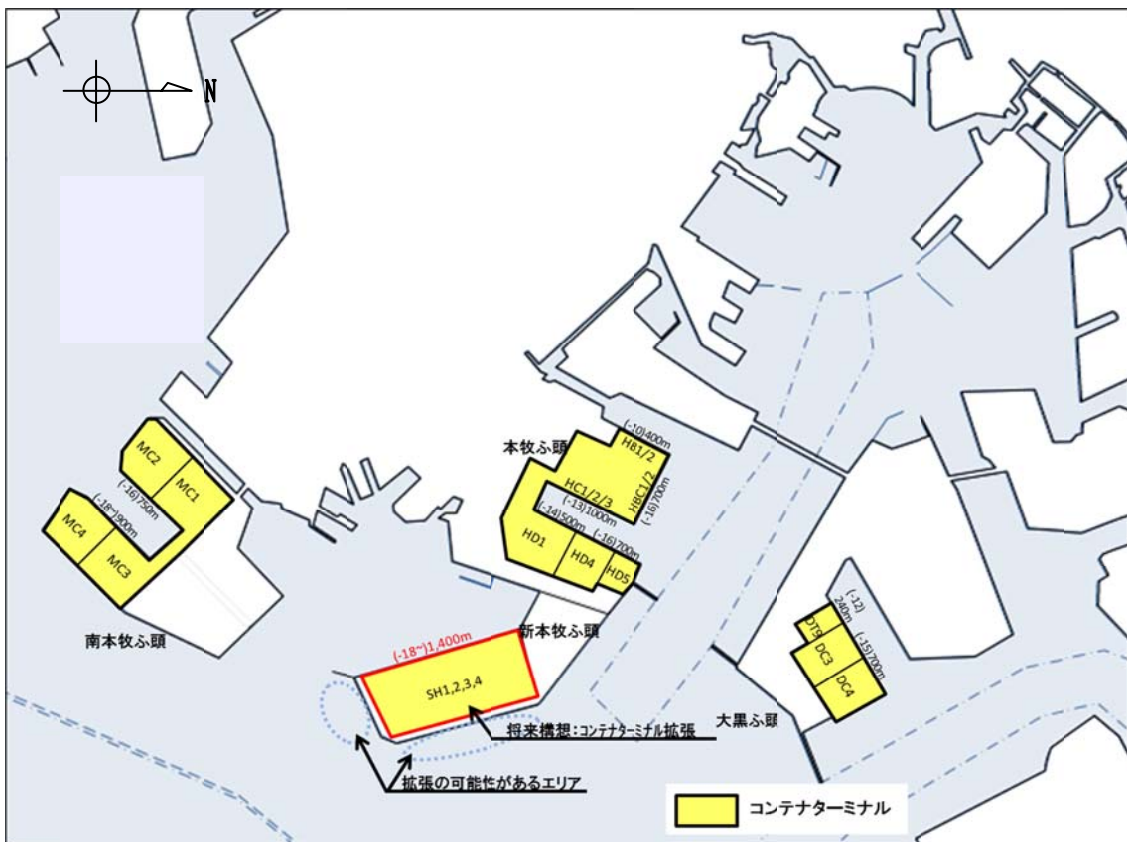 N
本牧ふ頭
(-10)400m
HB1/2
HBC1/2
(-16)700m
HC1/2/3
(-13)1000m
(-14)500m
(-16)700m
HD1
HD4
HD5
MC2
MC1
(-16)750m
(-18~)900m
MC4
MC3
南本牧ふ頭
新本牧ふ頭
(-18~)1,400m
SH1,2,3,4
(-12)
240m
(-15)700m
DT9
DC3
DC4
大黒ふ頭
将来構想:コンテナターミナル拡張
拡張の可能性があるエリア
コンテナターミナル